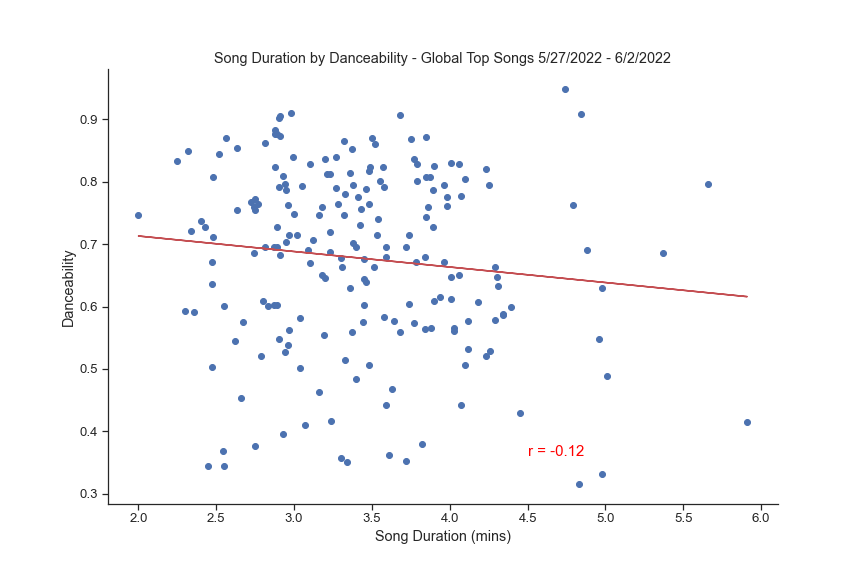 Song Duration by Danceability - Global Top Songs 5/27/2022 - 6/2/2022
0.9
0.8
0.7
0.6
0.5
0.4
0.3
Danceability
r = -0.12
2.0 2.5 3.0 3.5 4.0 4.5 5.0 5.5 6.0
Song Duration (mins)